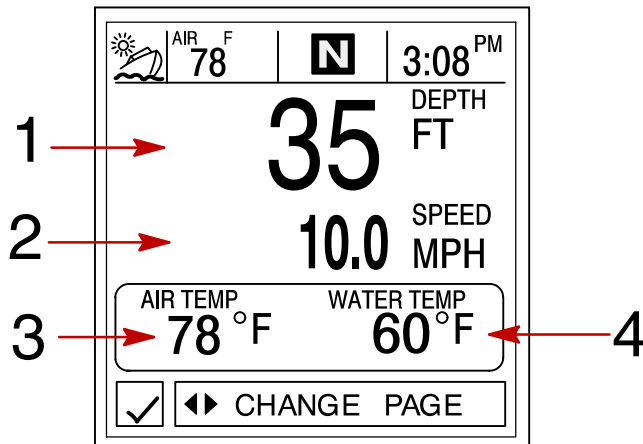 AIR 78 F N 3:08 PM
1 35 DEPTH FT
2 10.0 SPEED MPH
AIR TEMP WATER TEMP
3 78 °F 60 °F 4
CHANGE PAGE